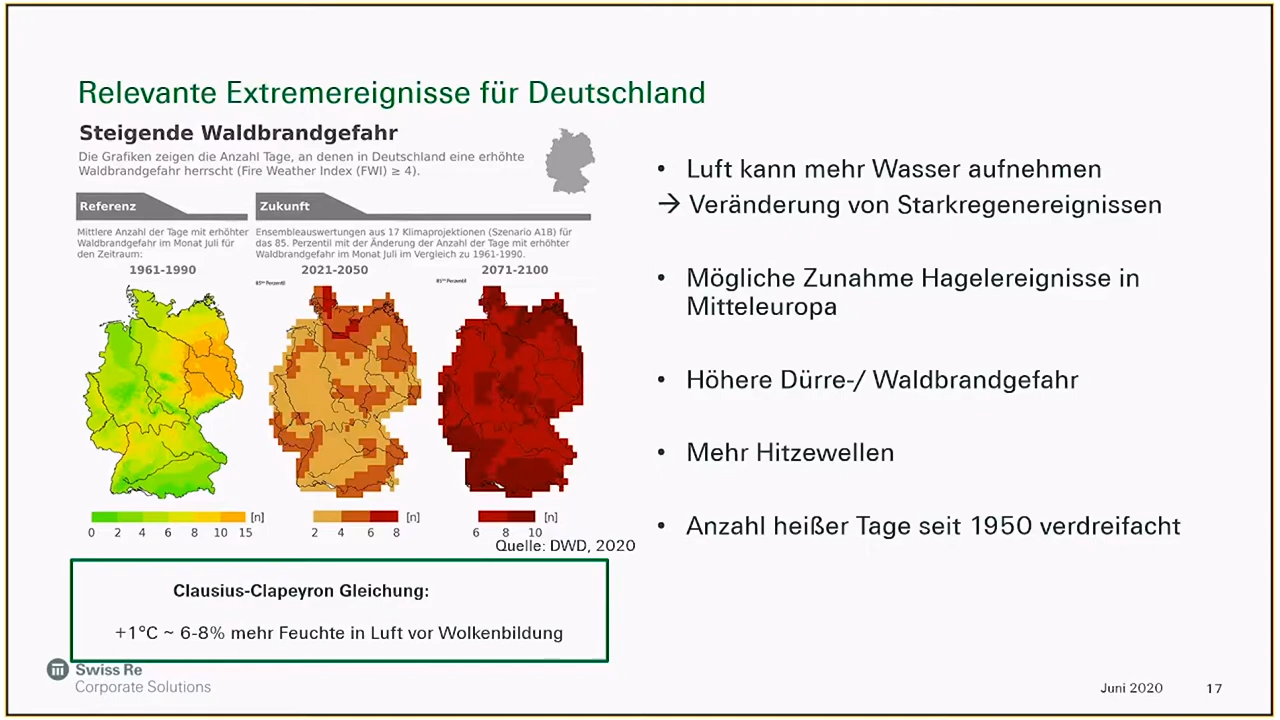 Relevante Extremereignisse für Deutschland
Steigende Waldbrandgefahr
Die Grafiken zeigen die Anzahl Tage, an denen in Deutschland eine erhöhte
Waldbrandgefahr herrscht (Fire Weather Index (FWI) ≥ 4).
Referenz
Mittlere Anzahl der Tage mit erhöhter
Waldbrandgefahr im Monat Juli für
den Zeitraum:
1961-1990
0 2 4 6 8 10 15 [n]
Zukunft
Ensembleauswertungen aus 17 Klimaprojektionen (Szenario A1B) für
das 85. Perzentil mit der Änderung der Anzahl der Tage mit erhöhter
Waldbrandgefahr im Monat Juli im Vergleich zu 1961-1990.
2021-2050
85ste Perzentil
2 4 6 8 [n]
2071-2100
85ste Perzentil
6 8 10 [n]
Quelle: DWD, 2020
Clausius-Clapeyron Gleichung:
+1°C ~ 6-8% mehr Feuchte in Luft vor Wolkenbildung
• Luft kann mehr Wasser aufnehmen
→ Veränderung von Starkregenereignissen
• Mögliche Zunahme Hagelereignisse in
Mitteleuropa
• Höhere Dürre-/ Waldbrandgefahr
• Mehr Hitzewellen
• Anzahl heißer Tage seit 1950 verdreifacht
Swiss Re
Corporate Solutions
Juni 2020 17